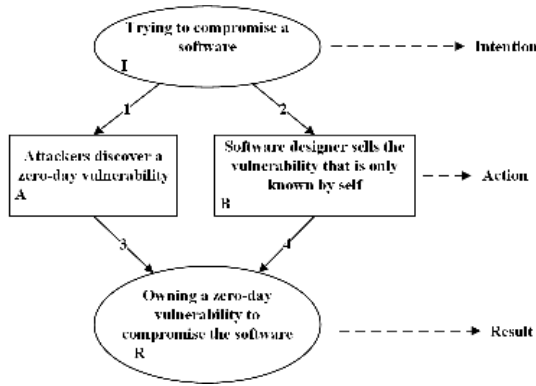 Trying to compromise a
software
I
Intention
1
2
Attackers discover a
zero-day vulnerability
A
Software designer sells the
vulnerability that is only
known by self
B
Action
3
4
Owning a zero-day
vulnerability to
compromise the software
R
Result